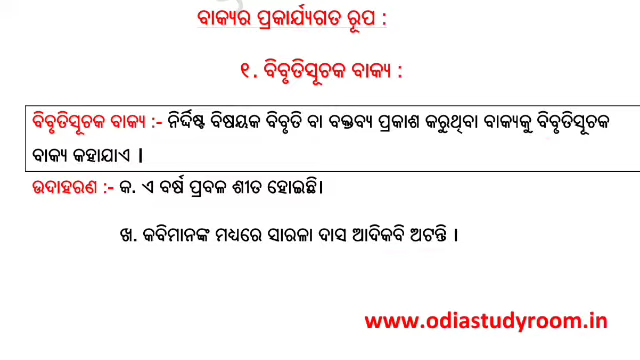 ବାକ୍ୟର ପ୍ରକାର୍ଯ୍ୟଗତ ରୂପ :
୧. ବିବୃତିସୂଚକ ବାକ୍ୟ :
ବିବୃତିସୂଚକ ବାକ୍ୟ :- ନିର୍ଦ୍ଦିଷ୍ଟ ବିଷୟକ ବିବୃତି ବା ବକ୍ତବ୍ୟ ପ୍ରକାଶ କରୁଥିବା ବାକ୍ୟକୁ ବିବୃତିସୂଚକ
ବାକ୍ୟ କହାଯାଏ ।
ଉଦାହରଣ :- କ. ଏ ବର୍ଷ ପ୍ରବଳ ଶୀତ ହୋଇଛି।
ଖ. କବିମାନଙ୍କ ମଧ୍ୟରେ ସାରଳା ଦାସ ଆଦିକବି ଅଟନ୍ତି ।
www.odiastudyroom.in